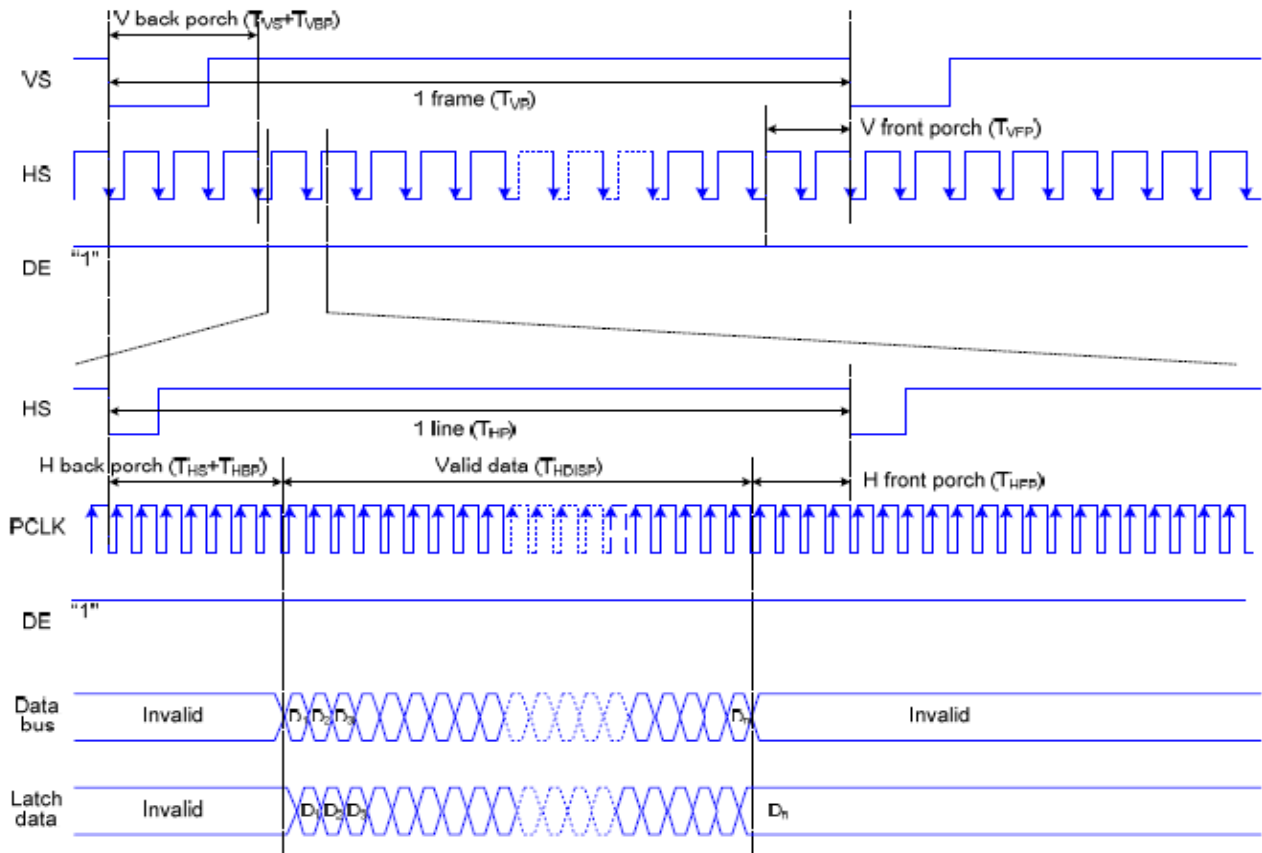 V back porch (TVS+TVBP)
VS
1 frame (TVP)
V front porch (TVFP)
HS
DE "1"
HS
1 line (THP)
H back porch (THS+THBP) Valid data (THDISP) H front porch (THFP)
PCLK
DE "1"
Data bus Invalid D1 D2 D3 Dn Invalid
Latch data Invalid D1 D2 D3 Dn